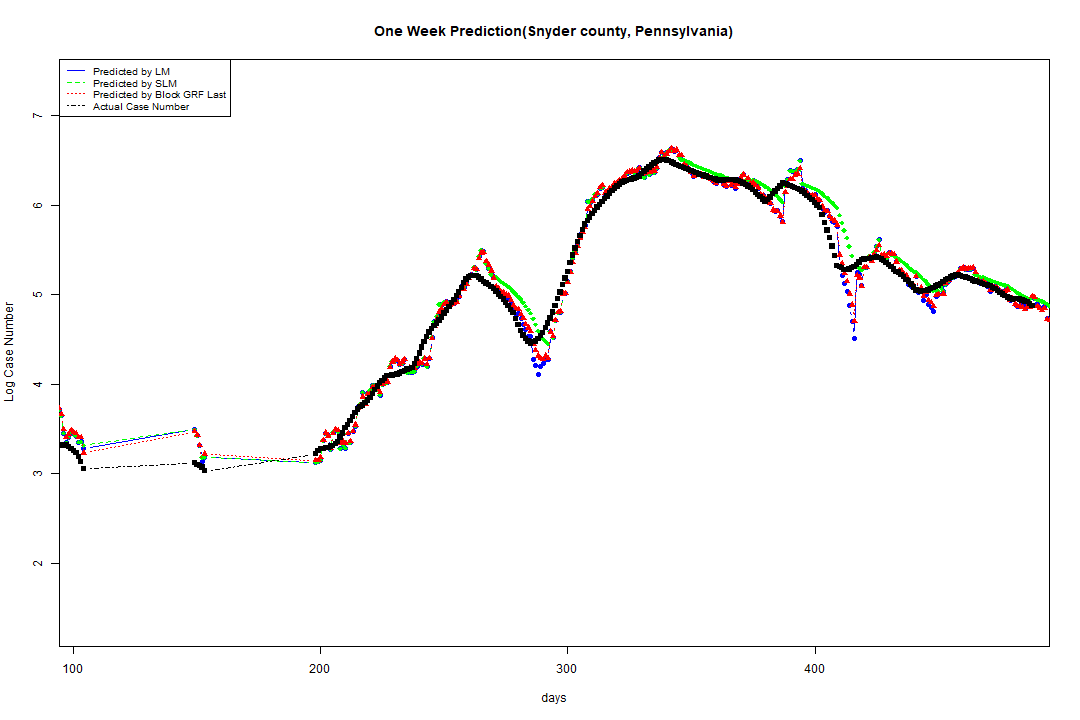 One Week Prediction(Snyder county, Pennsylvania)
Predicted by LM
Predicted by SLM
Predicted by Block GRF Last
Actual Case Number
7
6
5
4
3
2
Log Case Number
100 200 300 400
days